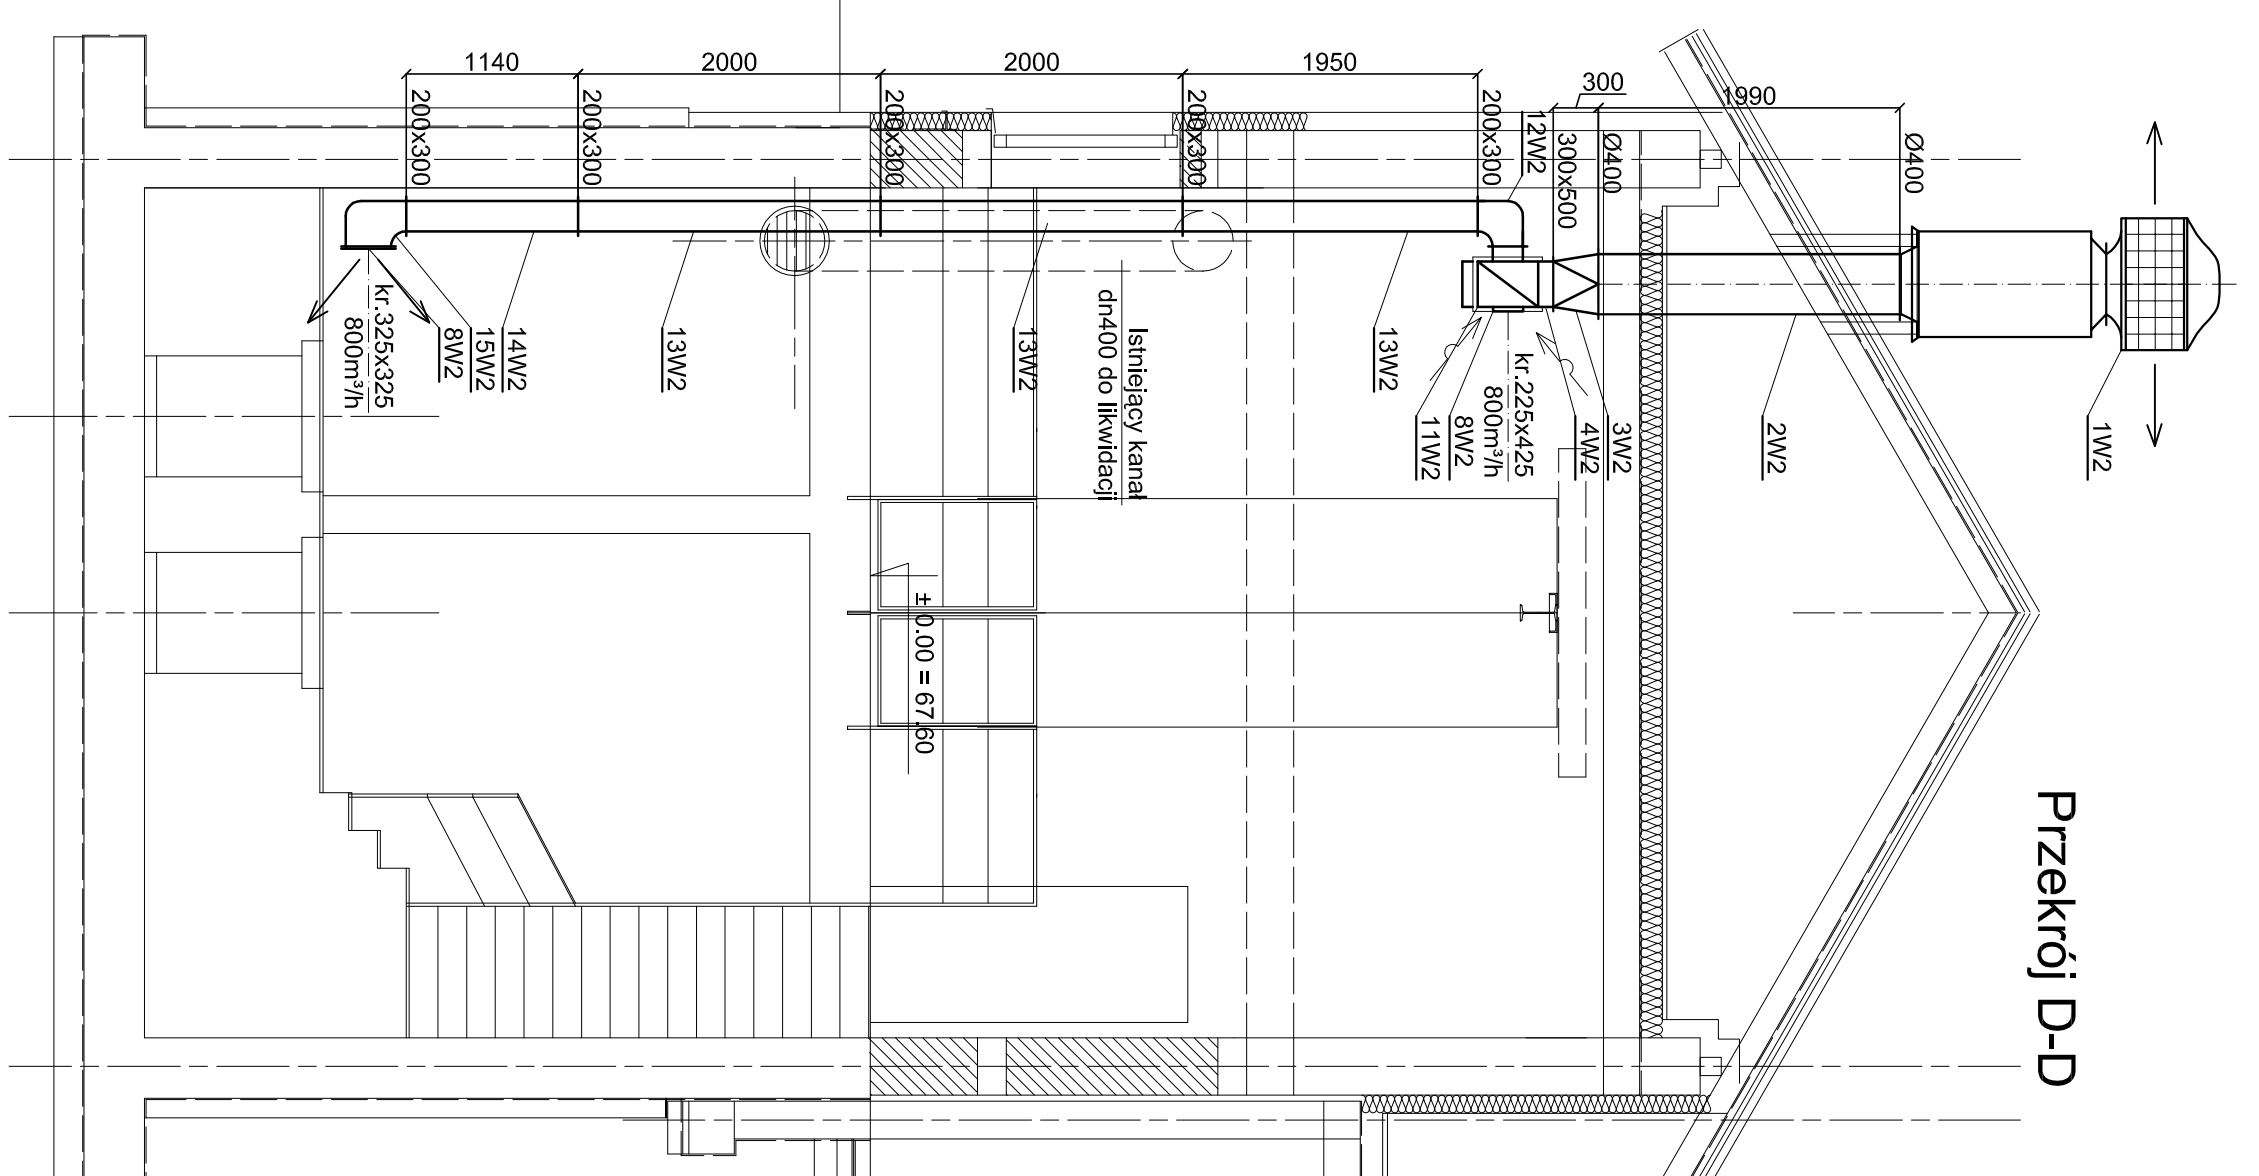 Przekrój D-D
1140
2000
2000
1950
300
1990
200x300
200x300
200x300
200x300
200x300
12W2
300x500
Ø400
Ø400
kr.325x325
800m³/h
8W2
15W2
14W2
13W2
13W2
Istniejący kanał
dn400 do likwidacji
13W2
kr.225x425
800m³/h
8W2
11W2
4W2
3W2
2W2
1W2
± 0.00 = 67.60